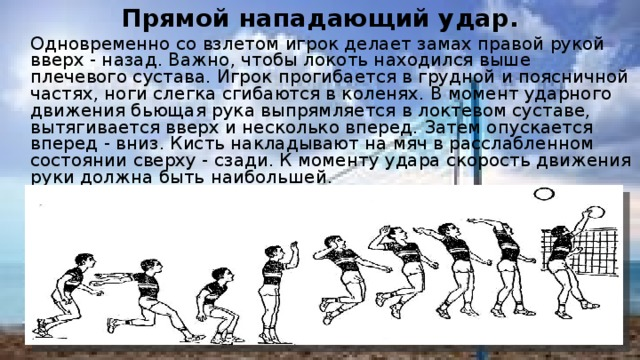 Прямой нападающий удар.
Одновременно со взлетом игрок делает замах правой рукой
вверх - назад. Важно, чтобы локоть находился выше
плечевого сустава. Игрок прогибается в грудной и поясничной
частях, ноги слегка сгибаются в коленях. В момент ударного
движения бьющая рука выпрямляется в локтевом суставе,
вытягивается вверх и несколько вперед. Затем опускается
вперед - вниз. Кисть накладывают на мяч в расслабленном
состоянии сверху - сзади. К моменту удара скорость движения
руки должна быть наибольшей.